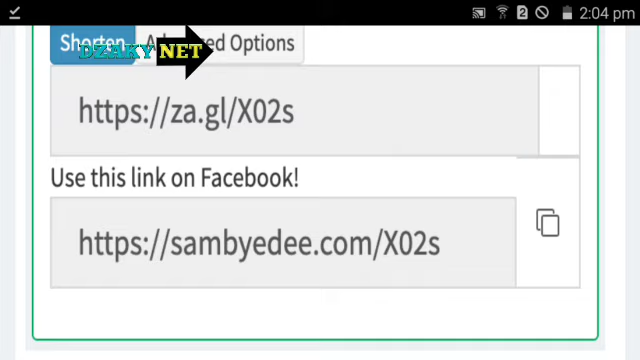 2:04 pm
Shorten Advanced Options
DZAKY NET
https://za.gl/X02s
Use this link on Facebook!
https://sambyedee.com/X02s